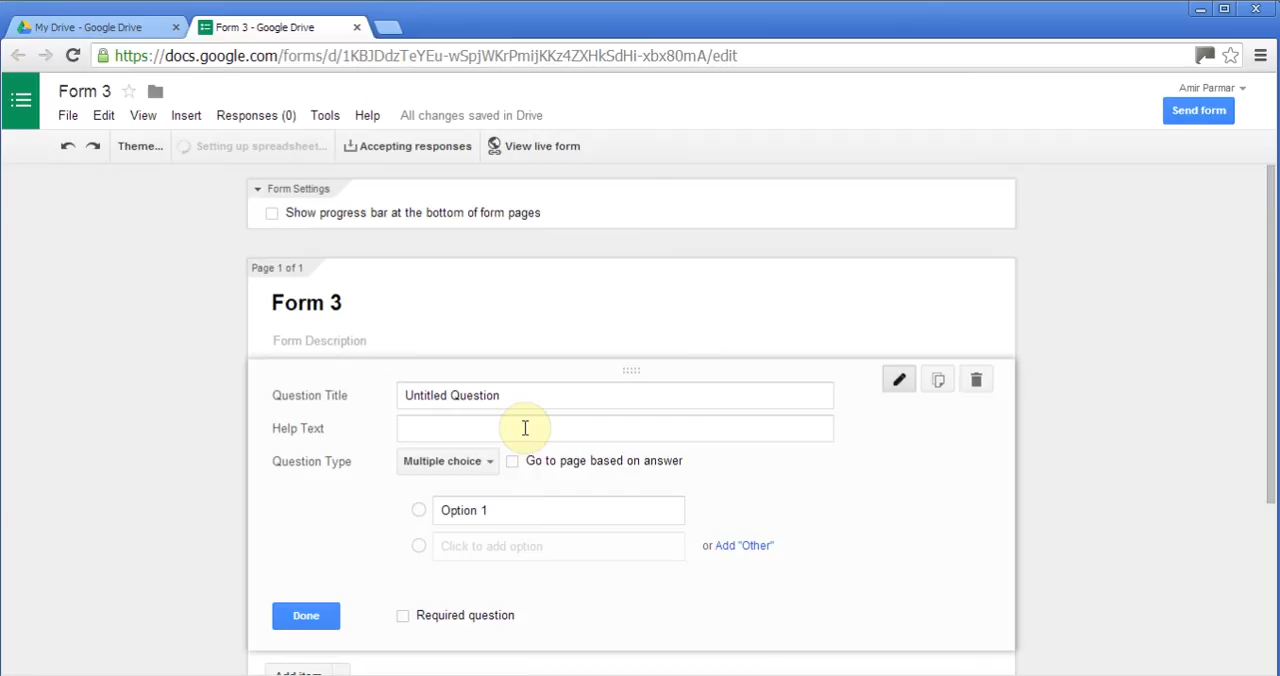 My Drive - Google Drive
Form 3 - Google Drive
https://docs.google.com/forms/d/1KBJDdzTeYEu-wSpjWKrPmijKKz4ZXHkSdHi-xbx80mA/edit
Form 3
Amir Parmar
File Edit View Insert Responses (0) Tools Help All changes saved in Drive
Send form
Theme... Setting up spreadsheet... Accepting responses View live form
Form Settings
Show progress bar at the bottom of form pages
Page 1 of 1
Form 3
Form Description
Question Title Untitled Question
Help Text
Question Type Multiple choice Go to page based on answer
Option 1
Click to add option or Add "Other"
Done Required question
Add item